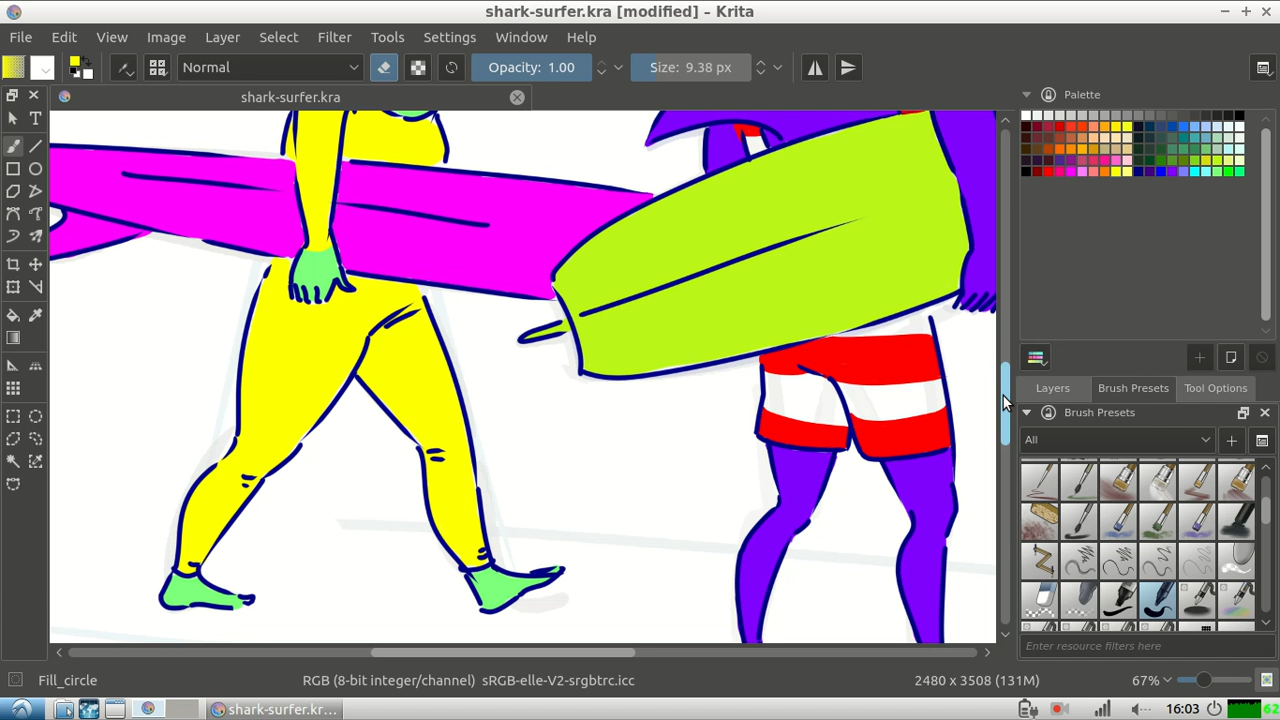 shark-surfer.kra [modified] – Krita
File Edit View Image Layer Select Filter Tools Settings Window Help
Normal Opacity: 1.00 Size: 9.38 px
shark-surfer.kra
Palette
Layers Brush Presets Tool Options
Brush Presets
All
Enter resource filters here
Fill_circle RGB (8-bit integer/channel) sRGB-elle-V2-srgbtrc.icc 2480 x 3508 (131M) 67%
shark-surfer.kr... 16:03 62